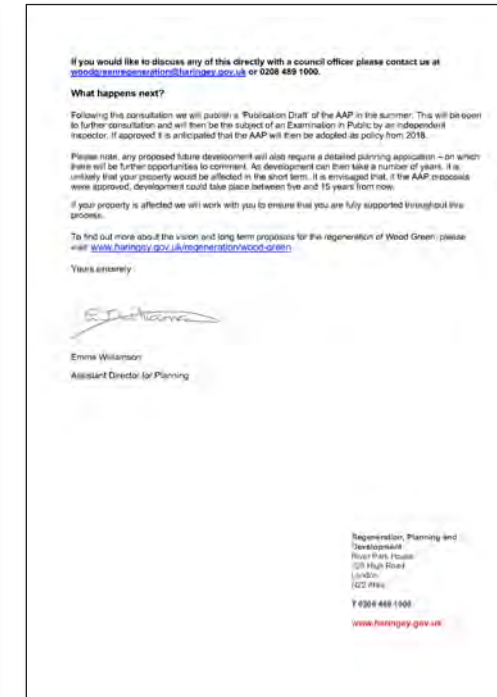 If you would like to discuss any of this directly with a council officer please contact us at
woodgreenregeneration@haringey.gov.uk or 0208 489 1000.
What happens next?
Following this consultation we will publish a 'Publication Draft' of the AAP in the summer. This will be open
to further consultation and will then be the subject of an Examination in Public by an independent
Inspector. If approved it is anticipated that the AAP will then be adopted as policy from 2018.
Please note, any proposed future development will also require a detailed planning application – on which
there will be further opportunities to comment. As development can then take a number of years, it is
unlikely that your property would be affected in the short term. It is envisaged that, if the AAP proposals
were approved, development could take place between five and 15 years from now.
If your property is affected we will work with you to ensure that you are fully supported throughout this
process.
To find out more about the vision and long term proposals for the regeneration of Wood Green, please
visit: www.haringey.gov.uk/regeneration/wood-green
Yours sincerely
Emma Williamson
Assistant Director for Planning
Regeneration, Planning and
Development
River Park House
225 High Road
London
T 0208 489 1000
www.haringey.gov.uk